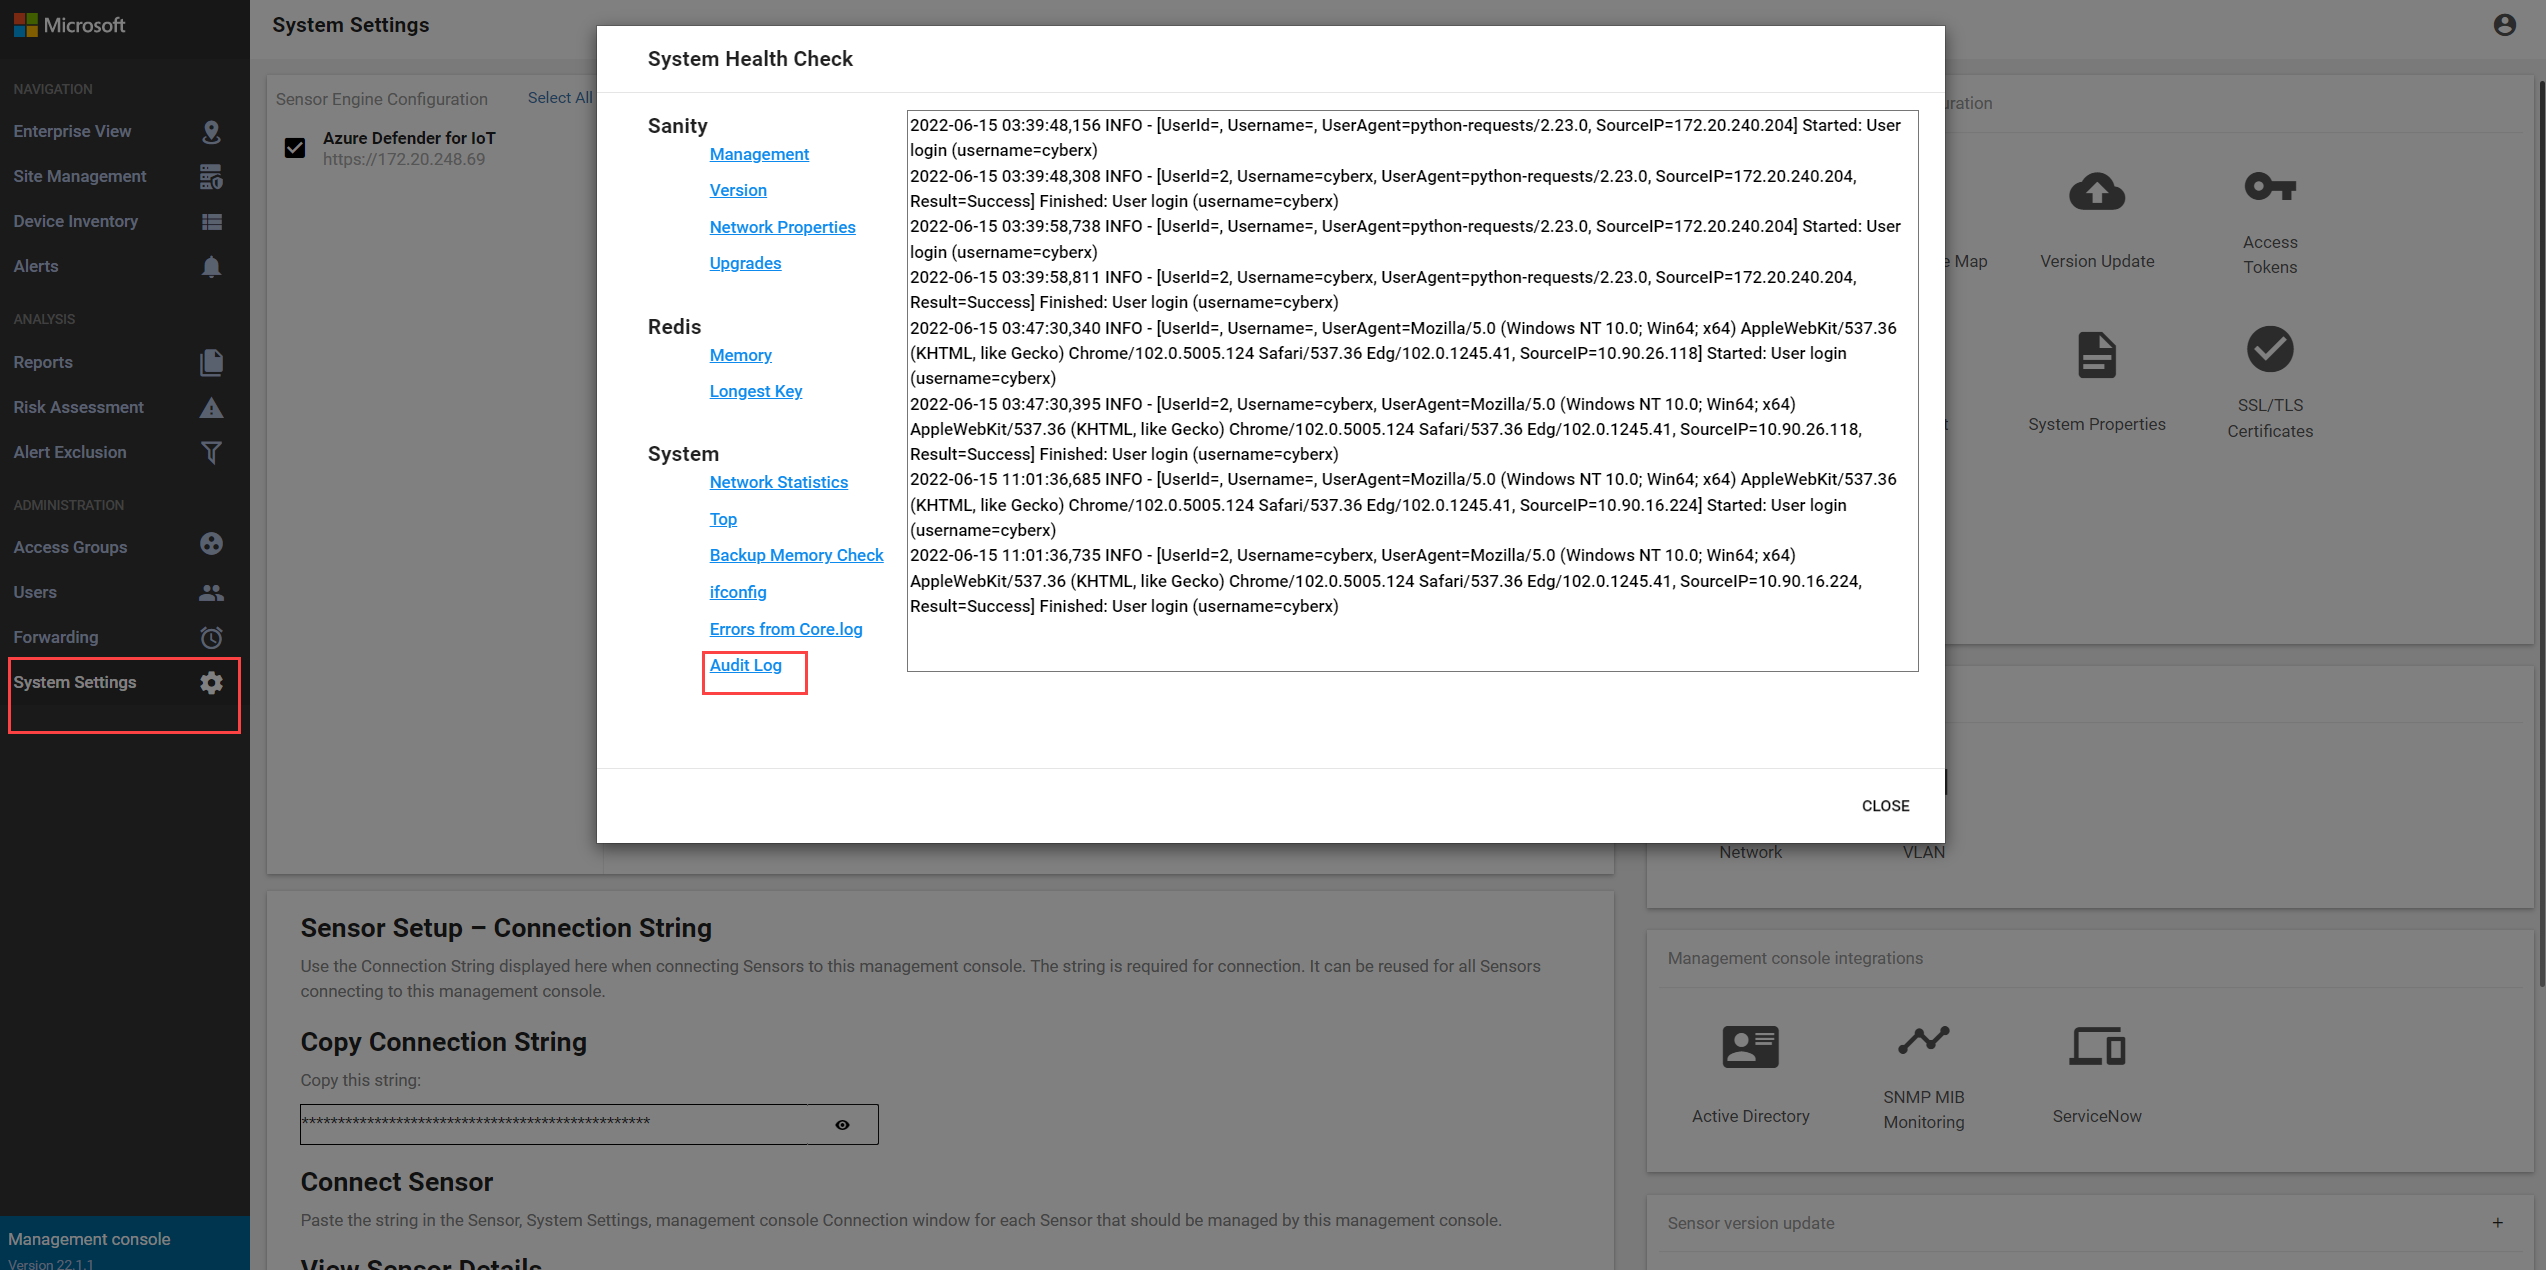 Microsoft
System Settings
NAVIGATION
Enterprise View
Site Management
Device Inventory
Alerts
ANALYSIS
Reports
Risk Assessment
Alert Exclusion
ADMINISTRATION
Access Groups
Users
Forwarding
System Settings
Management console
Version 22.1.1
Sensor Engine Configuration
Select All
Azure Defender for IoT
https://172.20.248.69
System Health Check
Sanity
Management
Version
Network Properties
Upgrades
Redis
Memory
Longest Key
System
Network Statistics
Top
Backup Memory Check
ifconfig
Errors from Core.log
Audit Log
2022-06-15 03:39:48,156 INFO - [UserId=, Username=, UserAgent=python-requests/2.23.0, SourceIP=172.20.240.204] Started: User
login (username=cyberx)
2022-06-15 03:39:48,308 INFO - [UserId=2, Username=cyberx, UserAgent=python-requests/2.23.0, SourceIP=172.20.240.204,
Result=Success] Finished: User login (username=cyberx)
2022-06-15 03:39:58,738 INFO - [UserId=, Username=, UserAgent=python-requests/2.23.0, SourceIP=172.20.240.204] Started: User
login (username=cyberx)
2022-06-15 03:39:58,811 INFO - [UserId=2, Username=cyberx, UserAgent=python-requests/2.23.0, SourceIP=172.20.240.204,
Result=Success] Finished: User login (username=cyberx)
2022-06-15 03:47:30,340 INFO - [UserId=, Username=, UserAgent=Mozilla/5.0 (Windows NT 10.0; Win64; x64) AppleWebKit/537.36
(KHTML, like Gecko) Chrome/102.0.5005.124 Safari/537.36 Edg/102.0.1245.41, SourceIP=10.90.26.118] Started: User login
(username=cyberx)
2022-06-15 03:47:30,395 INFO - [UserId=2, Username=cyberx, UserAgent=Mozilla/5.0 (Windows NT 10.0; Win64; x64)
AppleWebKit/537.36 (KHTML, like Gecko) Chrome/102.0.5005.124 Safari/537.36 Edg/102.0.1245.41, SourceIP=10.90.26.118,
Result=Success] Finished: User login (username=cyberx)
2022-06-15 11:01:36,685 INFO - [UserId=, Username=, UserAgent=Mozilla/5.0 (Windows NT 10.0; Win64; x64) AppleWebKit/537.36
(KHTML, like Gecko) Chrome/102.0.5005.124 Safari/537.36 Edg/102.0.1245.41, SourceIP=10.90.16.224] Started: User login
(username=cyberx)
2022-06-15 11:01:36,735 INFO - [UserId=2, Username=cyberx, UserAgent=Mozilla/5.0 (Windows NT 10.0; Win64; x64)
AppleWebKit/537.36 (KHTML, like Gecko) Chrome/102.0.5005.124 Safari/537.36 Edg/102.0.1245.41, SourceIP=10.90.16.224,
Result=Success] Finished: User login (username=cyberx)
CLOSE
Map
Version Update
Access
Tokens
System Properties
SSL/TLS
Certificates
Network
VLAN
Sensor Setup – Connection String
Use the Connection String displayed here when connecting Sensors to this management console. The string is required for connection. It can be reused for all Sensors
connecting to this management console.
Copy Connection String
Copy this string:
************************************************
Connect Sensor
Paste the string in the Sensor, System Settings, management console Connection window for each Sensor that should be managed by this management console.
View Sensor Details
Management console integrations
Active Directory
SNMP MIB
Monitoring
ServiceNow
Sensor version update
+